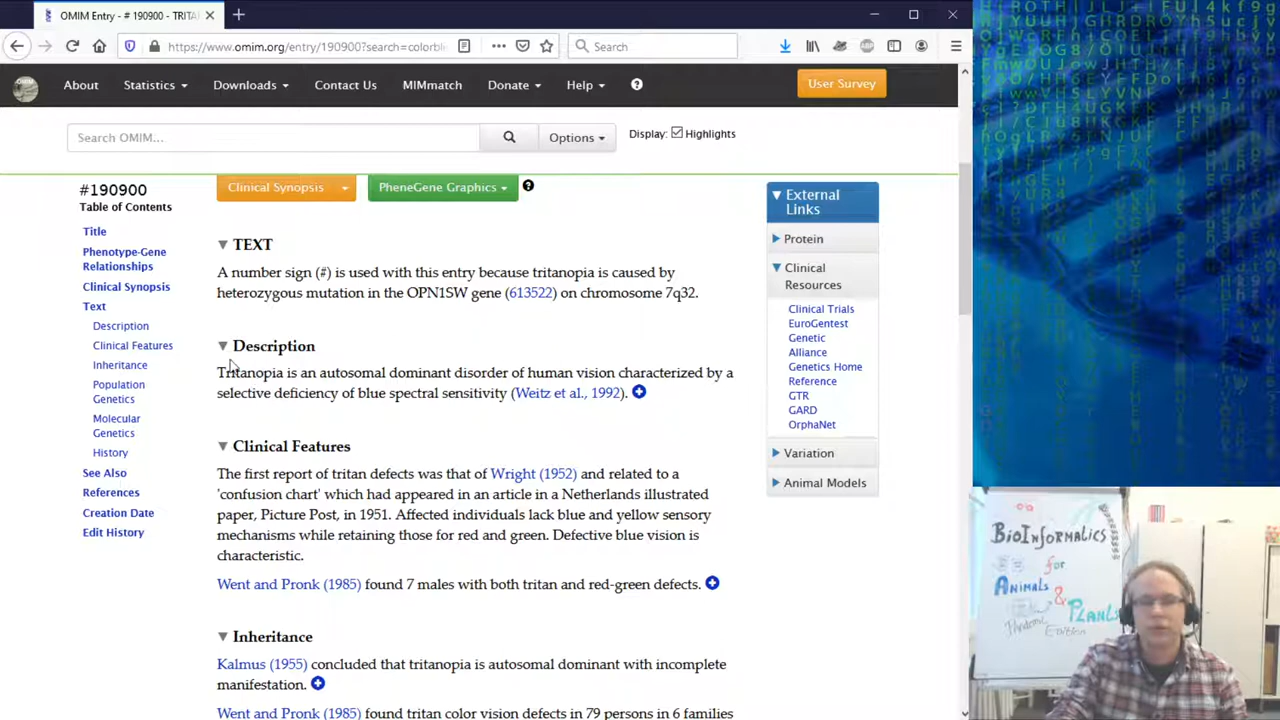 OMIM Entry - # 190900 - TRITA
https://www.omim.org/entry/190900?search=colorbli
Search
About
Statistics
Downloads
Contact Us
MIMmatch
Donate
Help
User Survey
Search OMIM...
Options
Display:
Highlights
#190900
Table of Contents
Title
Phenotype-Gene
Relationships
Clinical Synopsis
Text
Description
Clinical Features
Inheritance
Population
Genetics
Molecular
Genetics
History
See Also
References
Creation Date
Edit History
Clinical Synopsis
PheneGene Graphics
TEXT
A number sign (#) is used with this entry because tritanopia is caused by
heterozygous mutation in the OPN1SW gene (613522) on chromosome 7q32.
Description
Tritanopia is an autosomal dominant disorder of human vision characterized by a
selective deficiency of blue spectral sensitivity (Weitz et al., 1992).
Clinical Features
The first report of tritan defects was that of Wright (1952) and related to a
'confusion chart' which had appeared in an article in a Netherlands illustrated
paper, Picture Post, in 1951. Affected individuals lack blue and yellow sensory
mechanisms while retaining those for red and green. Defective blue vision is
characteristic.
Went and Pronk (1985) found 7 males with both tritan and red-green defects.
Inheritance
Kalmus (1955) concluded that tritanopia is autosomal dominant with incomplete
manifestation.
Went and Pronk (1985) found tritan color vision defects in 79 persons in 6 families
External
Links
Protein
Clinical
Resources
Clinical Trials
EuroGentest
Genetic
Alliance
Genetics Home
Reference
GTR
GARD
OrphaNet
Variation
Animal Models
BioInformatics
for
Animals
&
Plants
Pandemic
Edition